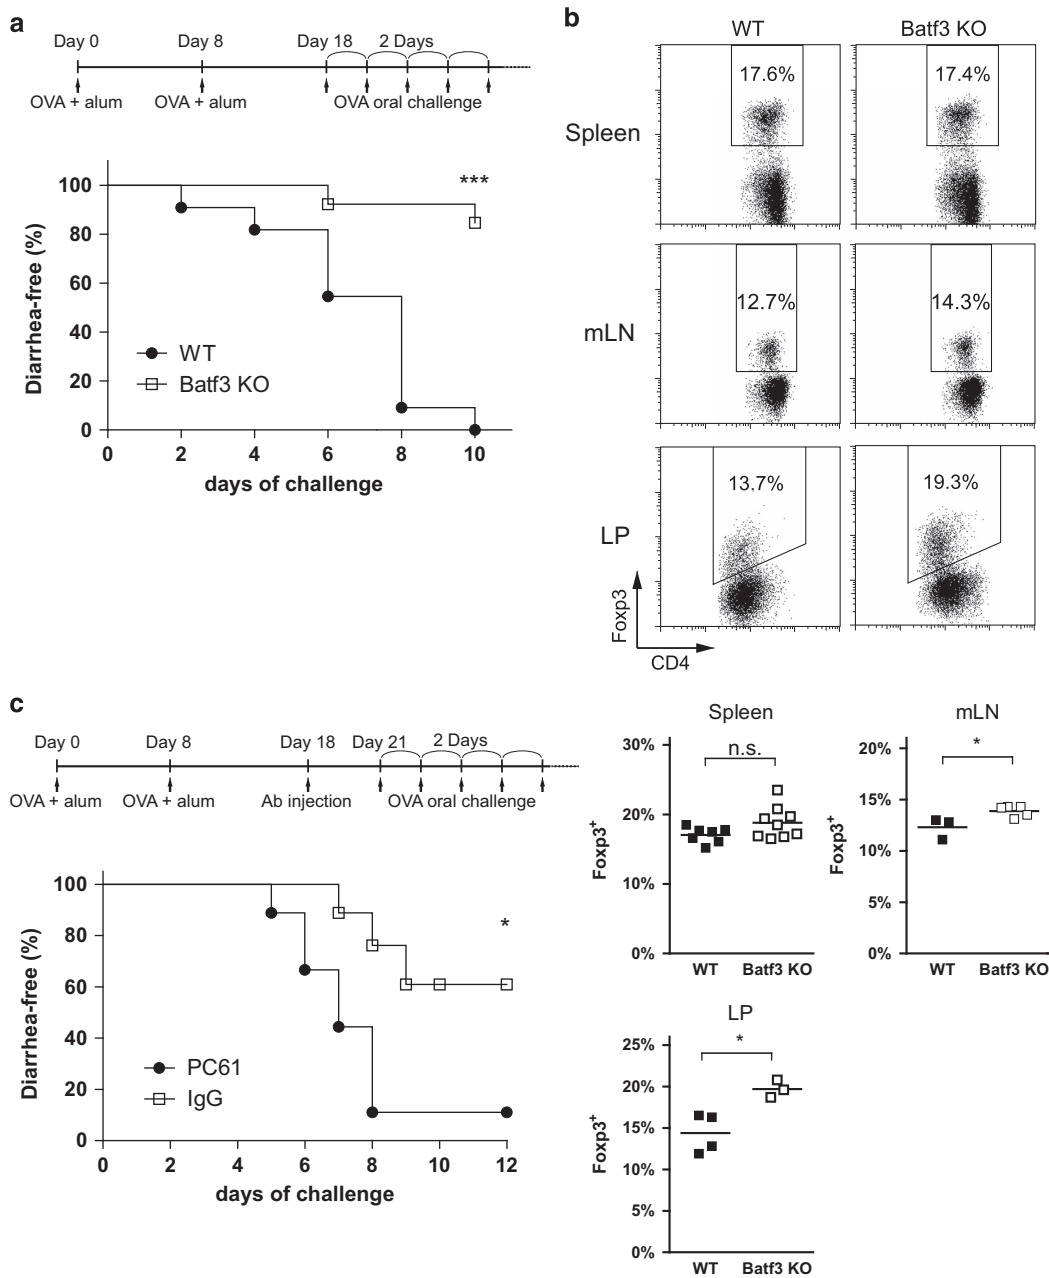 a
Day 0 Day 8 Day 18 2 Days
OVA + alum OVA + alum OVA oral challenge
100
80
60
40
20
0
Diarrhea-free (%)
***
WT
Batf3 KO
0 2 4 6 8 10
days of challenge
b
WT Batf3 KO
Spleen 17.6% 17.4%
mLN 12.7% 14.3%
LP 13.7% 19.3%
Foxp3
CD4
c
Day 0 Day 8 Day 18 Day 21 2 Days
OVA + alum OVA + alum Ab injection OVA oral challenge
100
80
60
40
20
0
Diarrhea-free (%)
*
PC61
IgG
0 2 4 6 8 10 12
days of challenge
Spleen
30%
20%
10%
0%
Foxp3+
n.s.
WT Batf3 KO
mLN
20%
15%
10%
5%
0%
Foxp3+
*
WT Batf3 KO
LP
25%
20%
15%
10%
5%
0%
Foxp3+
*
WT Batf3 KO